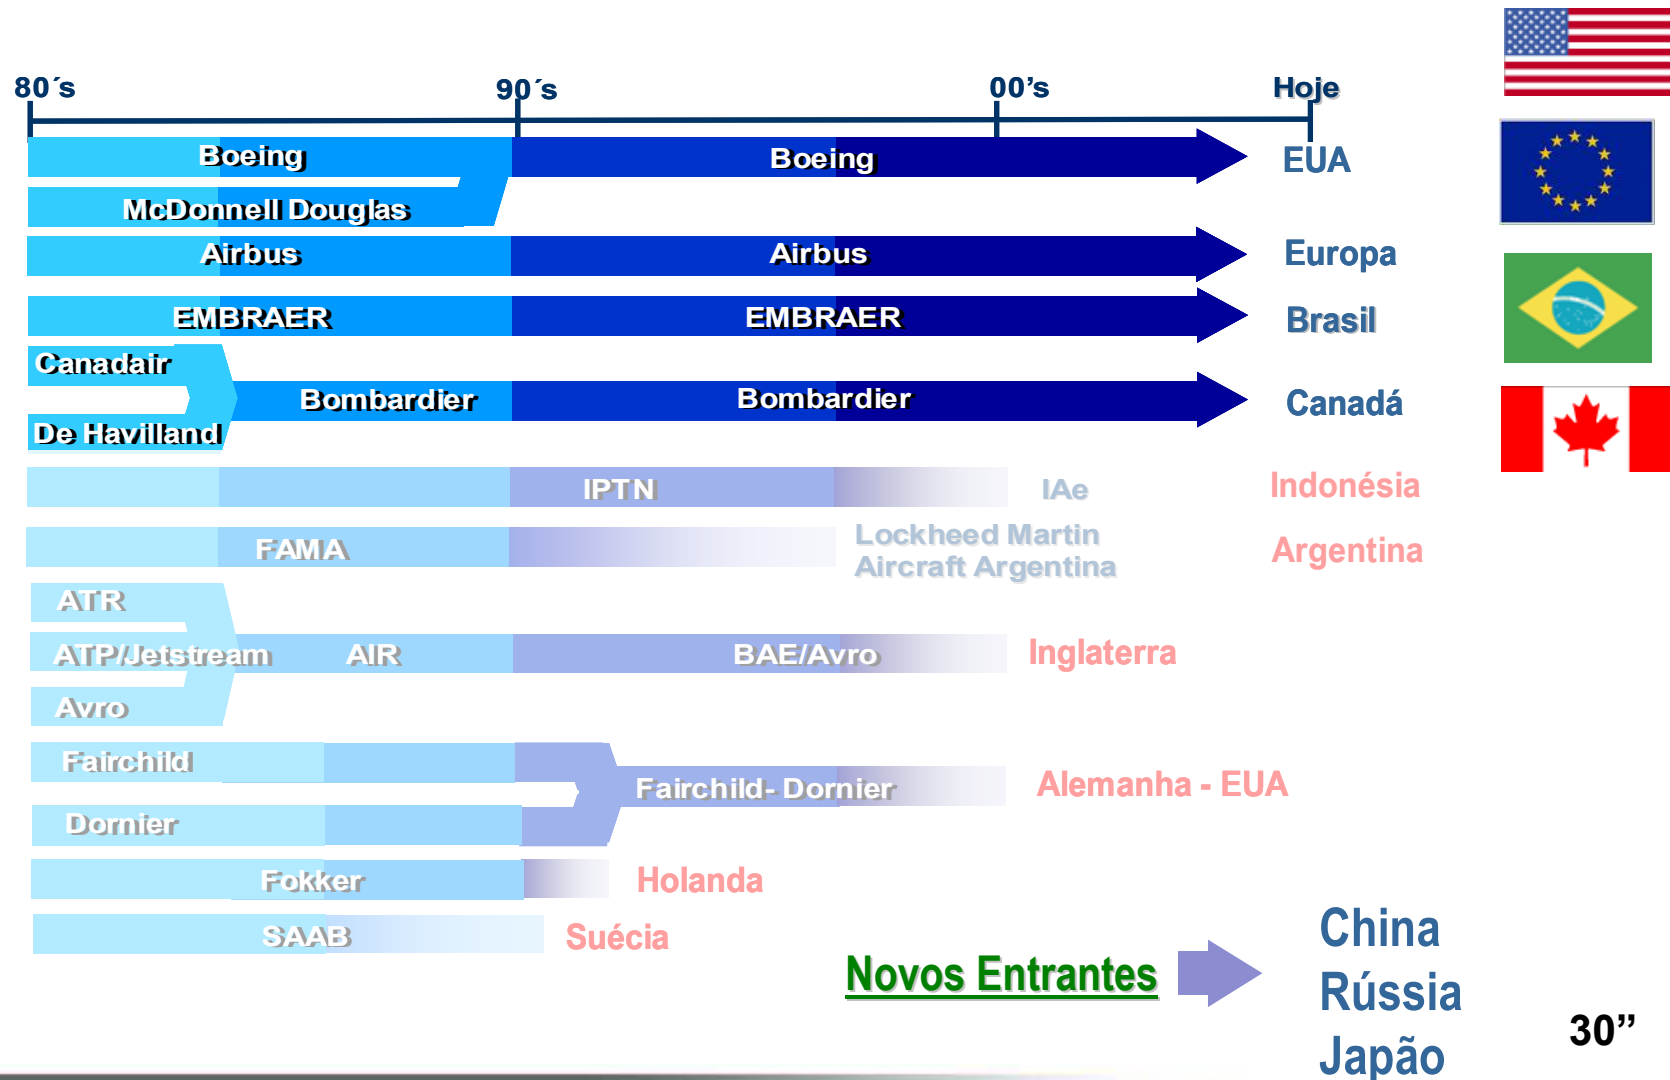 80´s 90´s 00’s Hoje
Boeing Boeing EUA
McDonnell Douglas
Airbus Airbus Europa
EMBRAER EMBRAER Brasil
Canadair
Bombardier Bombardier Canadá
De Havilland
IPTN IAe Indonésia
FAMA Lockheed Martin
Aircraft Argentina Argentina
ATR
ATP/Jetstream AIR BAE/Avro Inglaterra
Avro
Fairchild
Fairchild- Dornier Alemanha - EUA
Dornier
Fokker Holanda
SAAB Suécia
Novos Entrantes
China
Rússia
Japão
30”